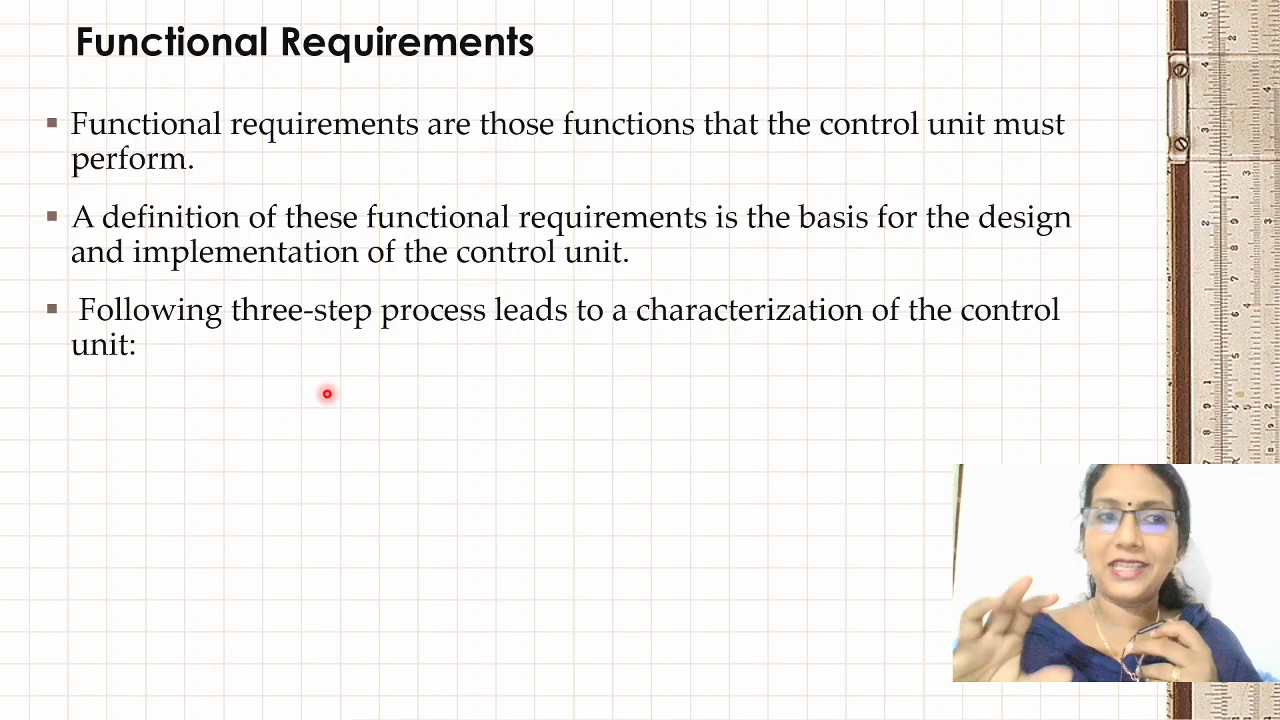 Functional Requirements
Functional requirements are those functions that the control unit must
perform.
A definition of these functional requirements is the basis for the design
and implementation of the control unit.
Following three-step process leads to a characterization of the control
unit: